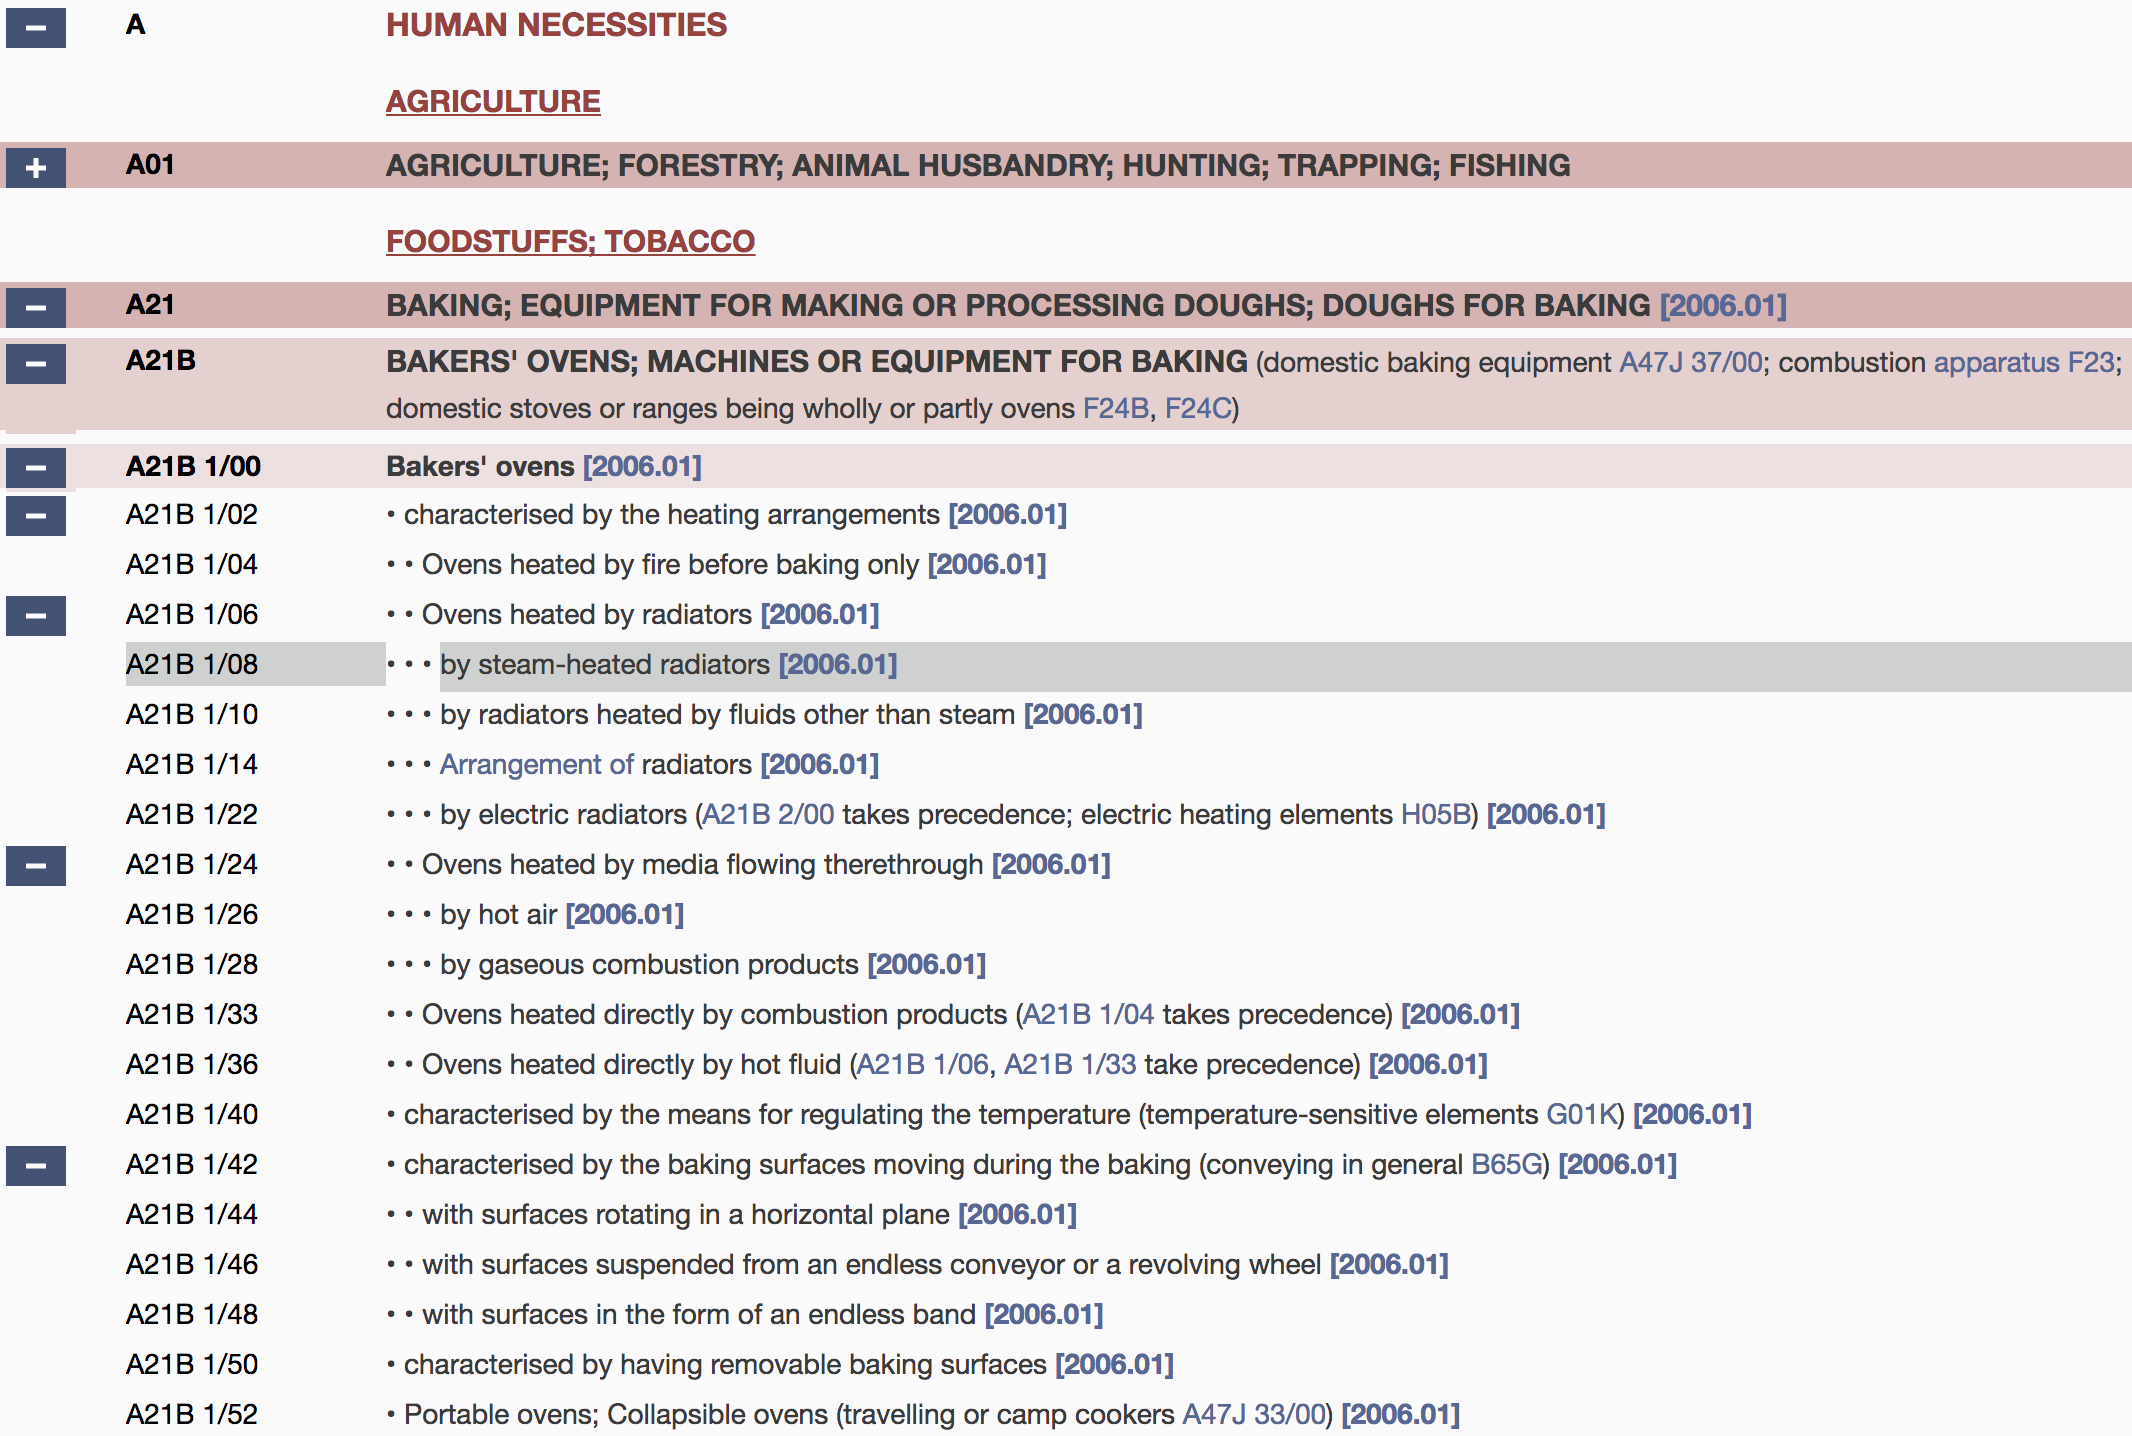 A HUMAN NECESSITIES
AGRICULTURE
A01 AGRICULTURE; FORESTRY; ANIMAL HUSBANDRY; HUNTING; TRAPPING; FISHING
FOODSTUFFS; TOBACCO
A21 BAKING; EQUIPMENT FOR MAKING OR PROCESSING DOUGHS; DOUGHS FOR BAKING [2006.01]
A21B BAKERS' OVENS; MACHINES OR EQUIPMENT FOR BAKING (domestic baking equipment A47J 37/00; combustion apparatus F23;
domestic stoves or ranges being wholly or partly ovens F24B, F24C)
A21B 1/00 Bakers' ovens [2006.01]
A21B 1/02 • characterised by the heating arrangements [2006.01]
A21B 1/04 • • Ovens heated by fire before baking only [2006.01]
A21B 1/06 • • Ovens heated by radiators [2006.01]
A21B 1/08 • • • by steam-heated radiators [2006.01]
A21B 1/10 • • • by radiators heated by fluids other than steam [2006.01]
A21B 1/14 • • • Arrangement of radiators [2006.01]
A21B 1/22 • • • by electric radiators (A21B 2/00 takes precedence; electric heating elements H05B) [2006.01]
A21B 1/24 • • Ovens heated by media flowing therethrough [2006.01]
A21B 1/26 • • • by hot air [2006.01]
A21B 1/28 • • • by gaseous combustion products [2006.01]
A21B 1/33 • • Ovens heated directly by combustion products (A21B 1/04 takes precedence) [2006.01]
A21B 1/36 • • Ovens heated directly by hot fluid (A21B 1/06, A21B 1/33 take precedence) [2006.01]
A21B 1/40 • characterised by the means for regulating the temperature (temperature-sensitive elements G01K) [2006.01]
A21B 1/42 • characterised by the baking surfaces moving during the baking (conveying in general B65G) [2006.01]
A21B 1/44 • • with surfaces rotating in a horizontal plane [2006.01]
A21B 1/46 • • with surfaces suspended from an endless conveyor or a revolving wheel [2006.01]
A21B 1/48 • • with surfaces in the form of an endless band [2006.01]
A21B 1/50 • characterised by having removable baking surfaces [2006.01]
A21B 1/52 • Portable ovens; Collapsible ovens (travelling or camp cookers A47J 33/00) [2006.01]